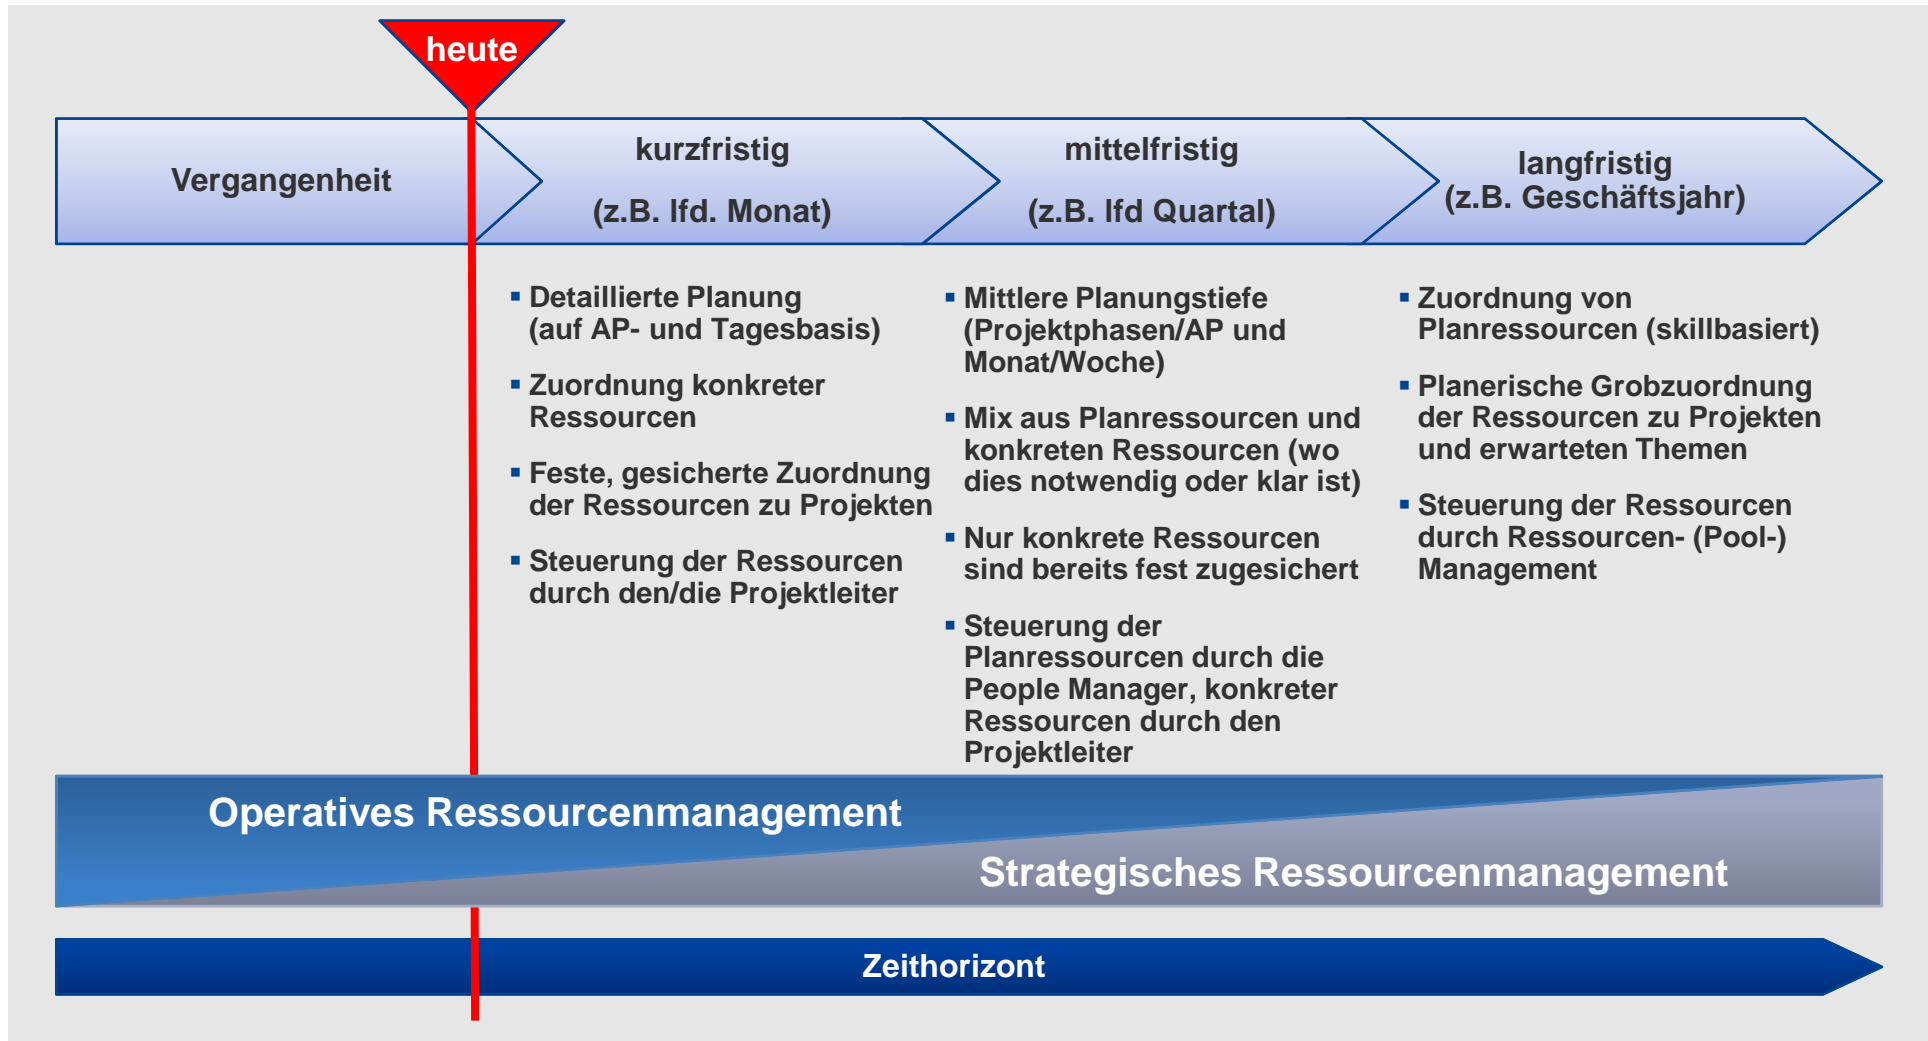 heute
Vergangenheit
kurzfristig
(z.B. lfd. Monat)
mittelfristig
(z.B. lfd Quartal)
langfristig
(z.B. Geschäftsjahr)
▪ Detaillierte Planung
(auf AP- und Tagesbasis)
▪ Zuordnung konkreter
Ressourcen
▪ Feste, gesicherte Zuordnung
der Ressourcen zu Projekten
▪ Steuerung der Ressourcen
durch den/die Projektleiter
▪ Mittlere Planungstiefe
(Projektphasen/AP und
Monat/Woche)
▪ Mix aus Planressourcen und
konkreten Ressourcen (wo
dies notwendig oder klar ist)
▪ Nur konkrete Ressourcen
sind bereits fest zugesichert
▪ Steuerung der
Planressourcen durch die
People Manager, konkreter
Ressourcen durch den
Projektleiter
▪ Zuordnung von
Planressourcen (skillbasiert)
▪ Planerische Grobzuordnung
der Ressourcen zu Projekten
und erwarteten Themen
▪ Steuerung der Ressourcen
durch Ressourcen- (Pool-)
Management
Operatives Ressourcenmanagement
Strategisches Ressourcenmanagement
Zeithorizont